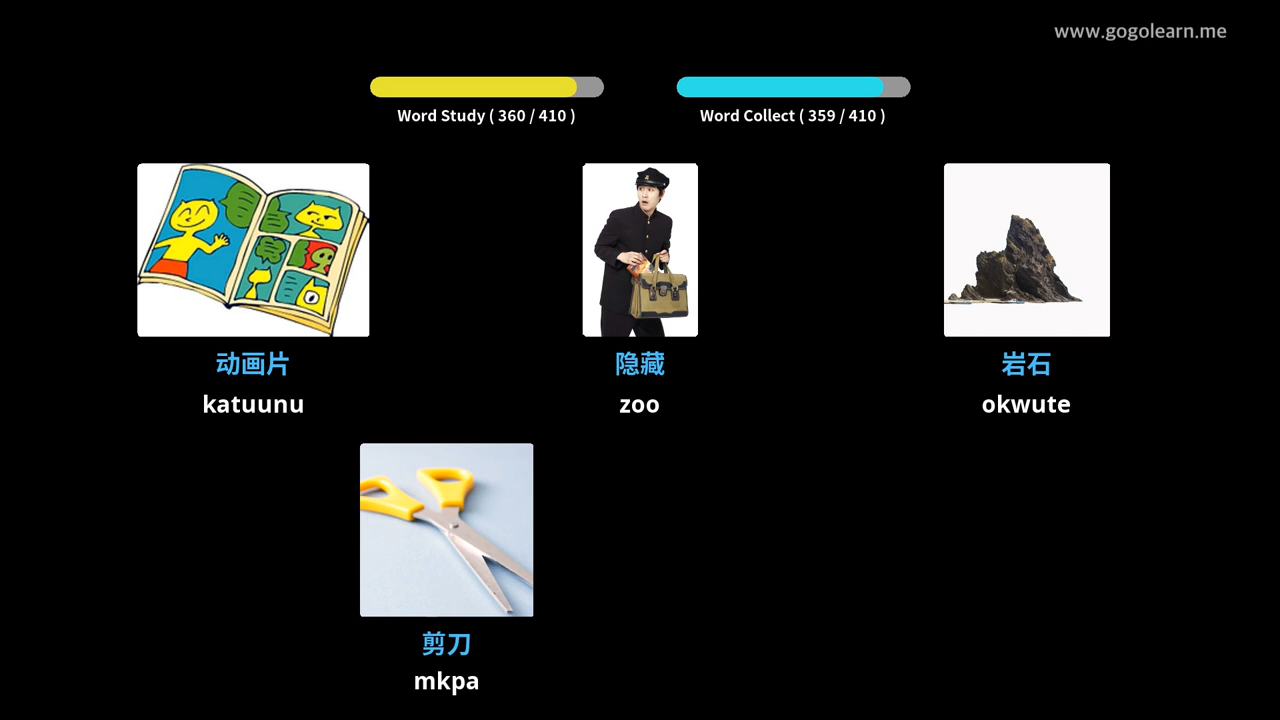 www.gogolearn.me
Word Study ( 360 / 410 )
Word Collect ( 359 / 410 )
动画片
隐藏
岩石
katuunu
zoo
okwute
剪刀
mkpa